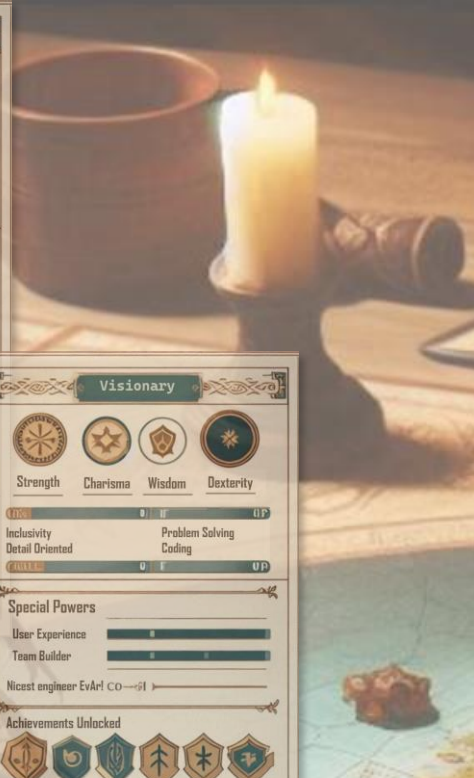 Visionary
Strength Charisma Wisdom Dexterity
Inclusivity Problem Solving
Detail Oriented Coding
UP
Special Powers
User Experience
Team Builder
Nicest engineer EvAr!
Achievements Unlocked